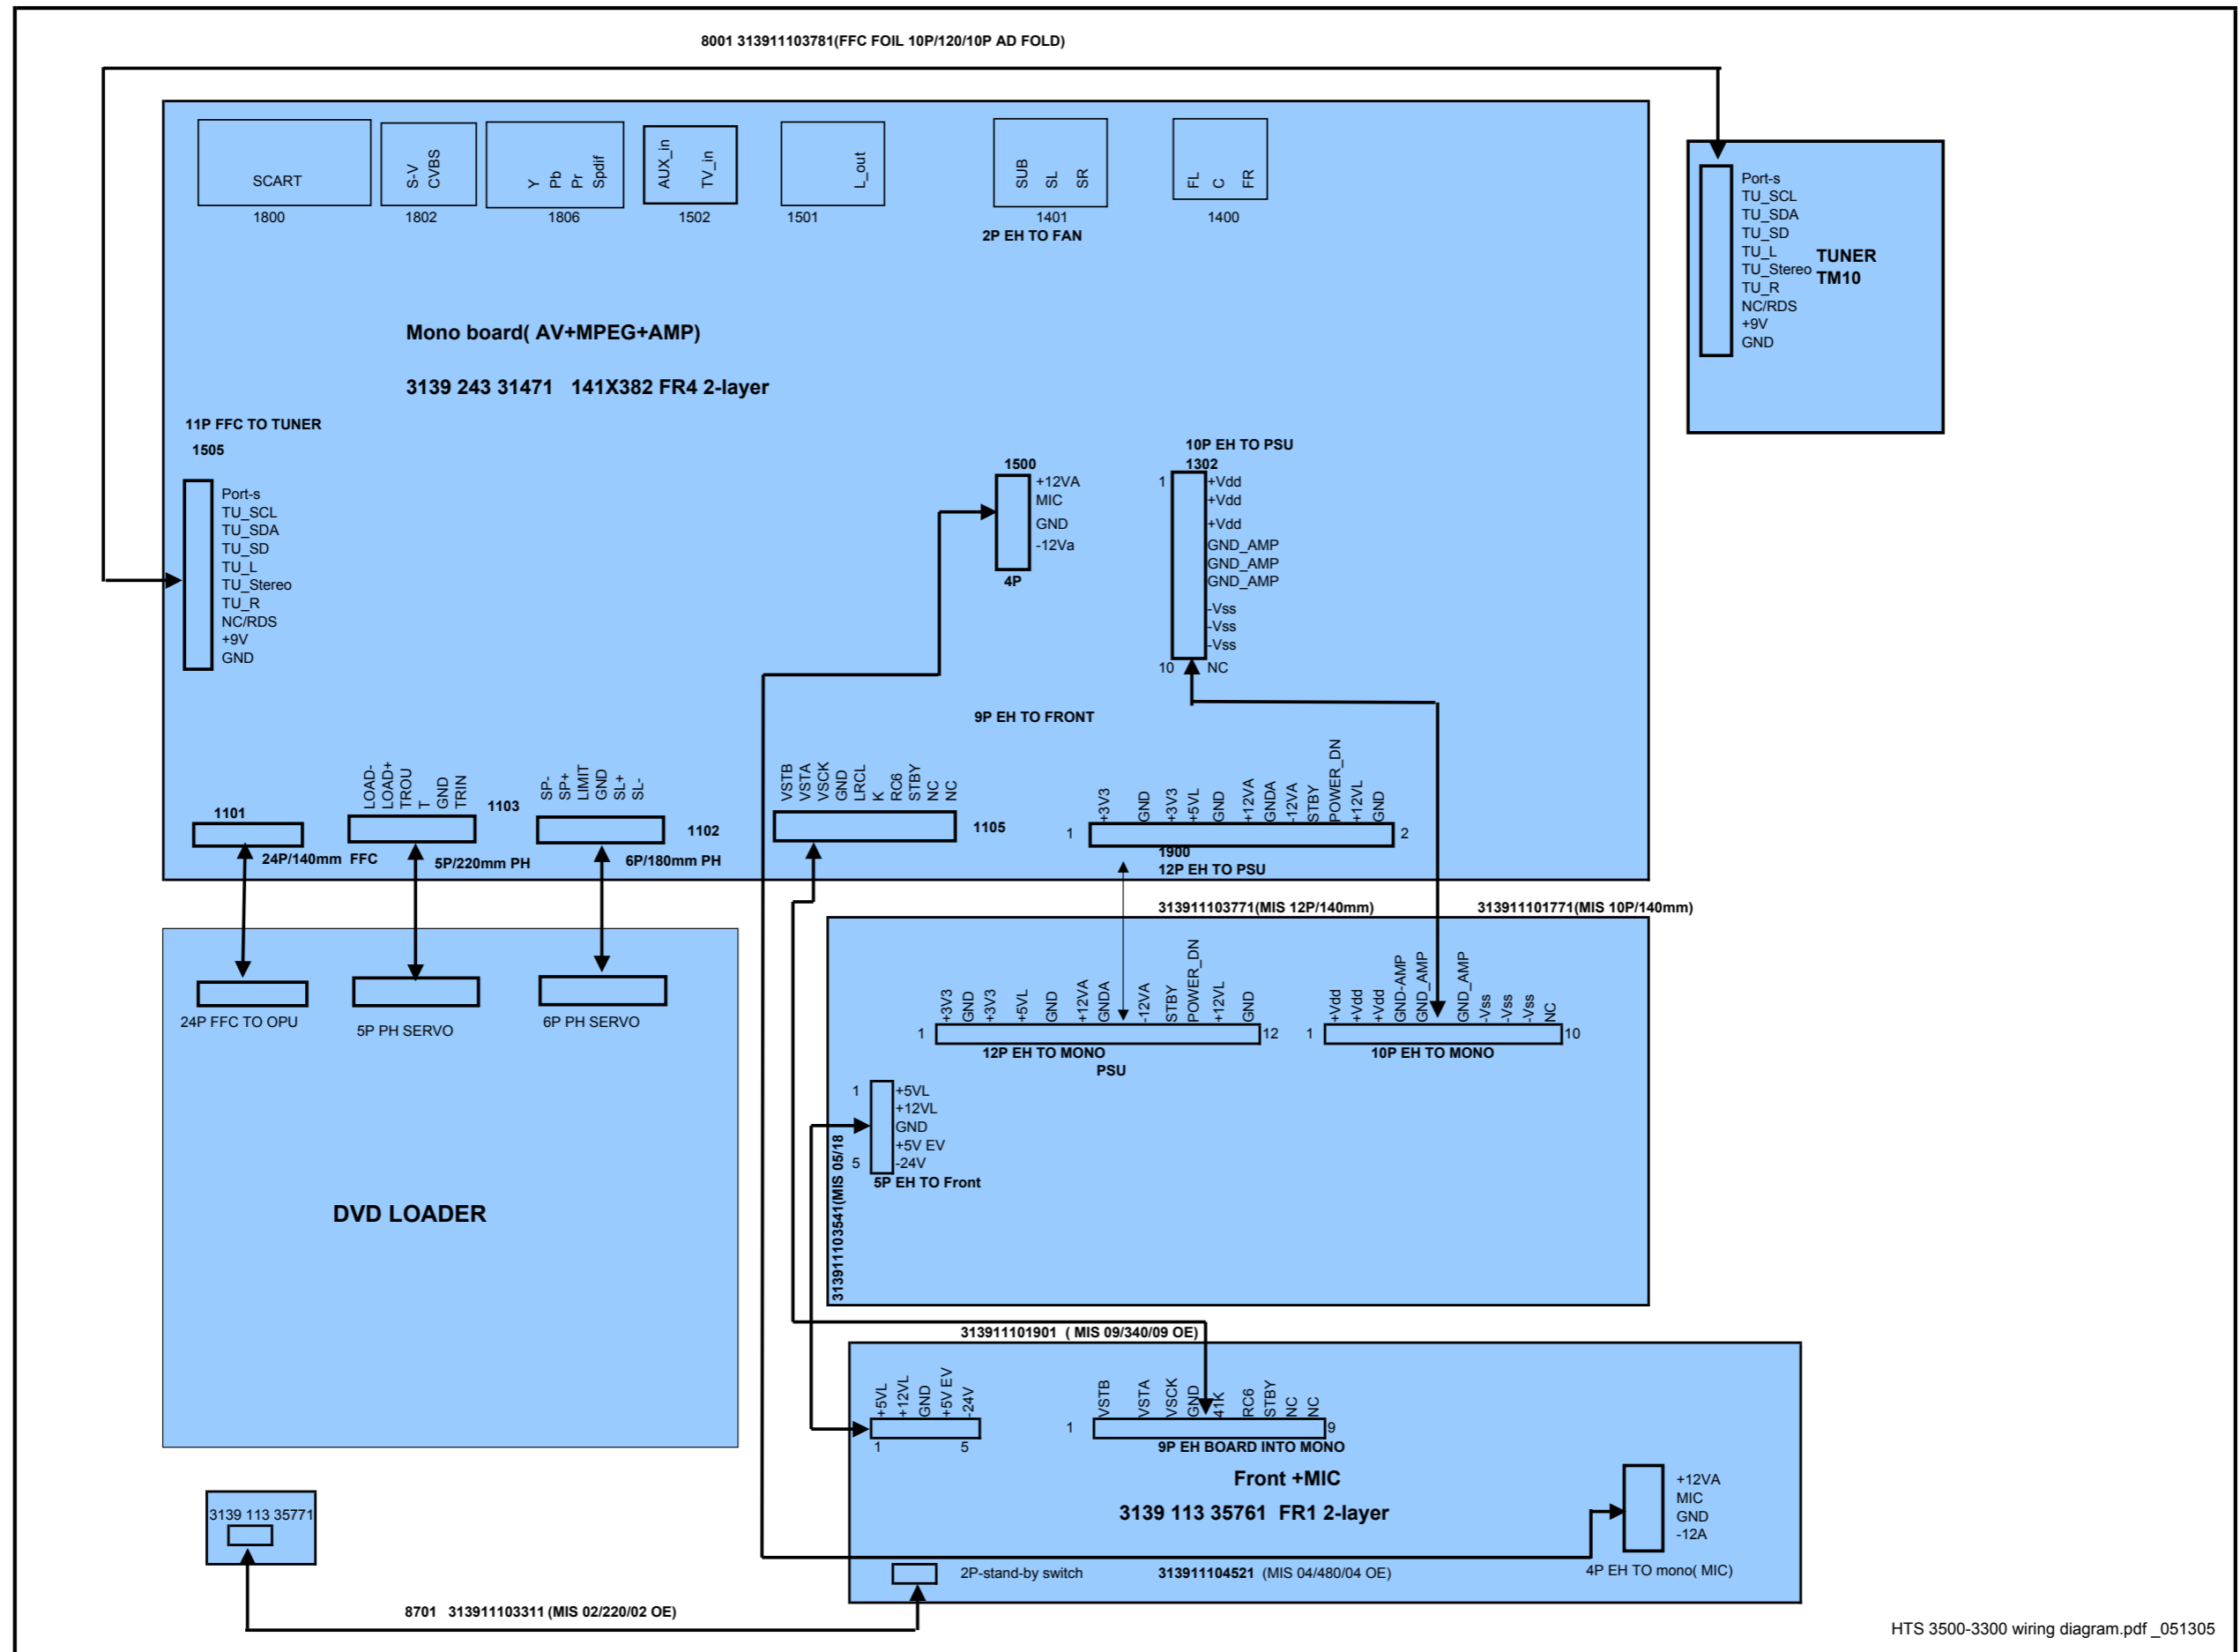 8001 313911103781(FFC FOIL 10P/120/10P AD FOLD)
SCART
1800
S-V
CVBS
1802
Y
Pb
Pr
Spdif
1806
AUX_in
TV_in
1502
L_out
1501
SUB
SL
SR
1401
2P EH TO FAN
FL
C
FR
1400
Port-s
TU_SCL
TU_SDA
TU_SD
TU_L
TU_Stereo
TU_R
NC/RDS
+9V
GND
TUNER
TM10
Mono board( AV+MPEG+AMP)
3139 243 31471 141X382 FR4 2-layer
11P FFC TO TUNER
1505
Port-s
TU_SCL
TU_SDA
TU_SD
TU_L
TU_Stereo
TU_R
NC/RDS
+9V
GND
1500
+12VA
MIC
GND
-12Va
4P
10P EH TO PSU
1302
1
+Vdd
+Vdd
+Vdd
GND_AMP
GND_AMP
GND_AMP
-Vss
-Vss
-Vss
10 NC
9P EH TO FRONT
1101
24P/140mm FFC
LOAD-
LOAD+
TROU
T
GND
TRIN
1103
5P/220mm PH
SP-
SP+
LIMIT
GND
SL+
SL-
1102
6P/180mm PH
VSTB
VSTA
VSCK
GND
LRCL
K
RC6
STBY
NC
NC
1105
+3V3
GND
+3V3
+5VL
GND
+12VA
GNDA
-12VA
STBY
POWER_DN
+12VL
GND
1
2
1900
12P EH TO PSU
313911103771(MIS 12P/140mm)
313911101771(MIS 10P/140mm)
24P FFC TO OPU
5P PH SERVO
6P PH SERVO
DVD LOADER
+3V3
GND
+3V3
+5VL
GND
+12VA
GNDA
-12VA
STBY
POWER_DN
+12VL
GND
1
12
12P EH TO MONO
PSU
+Vdd
+Vdd
+Vdd
GND-AMP
GND_AMP
GND_AMP
-Vss
-Vss
-Vss
NC
1
10
10P EH TO MONO
1
+5VL
+12VL
GND
+5V EV
5
-24V
5P EH TO Front
313911103541(MIS 05/18
313911101901 ( MIS 09/340/09 OE)
+5VL
+12VL
GND
+5V EV
-24V
1
5
VSTB
VSTA
VSCK
GND
41K
RC6
STBY
NC
NC
1
9
9P EH BOARD INTO MONO
Front +MIC
3139 113 35761 FR1 2-layer
+12VA
MIC
GND
-12A
4P EH TO mono( MIC)
2P-stand-by switch
313911104521 (MIS 04/480/04 OE)
3139 113 35771
8701 313911103311 (MIS 02/220/02 OE)
HTS 3500-3300 wiring diagram.pdf _051305